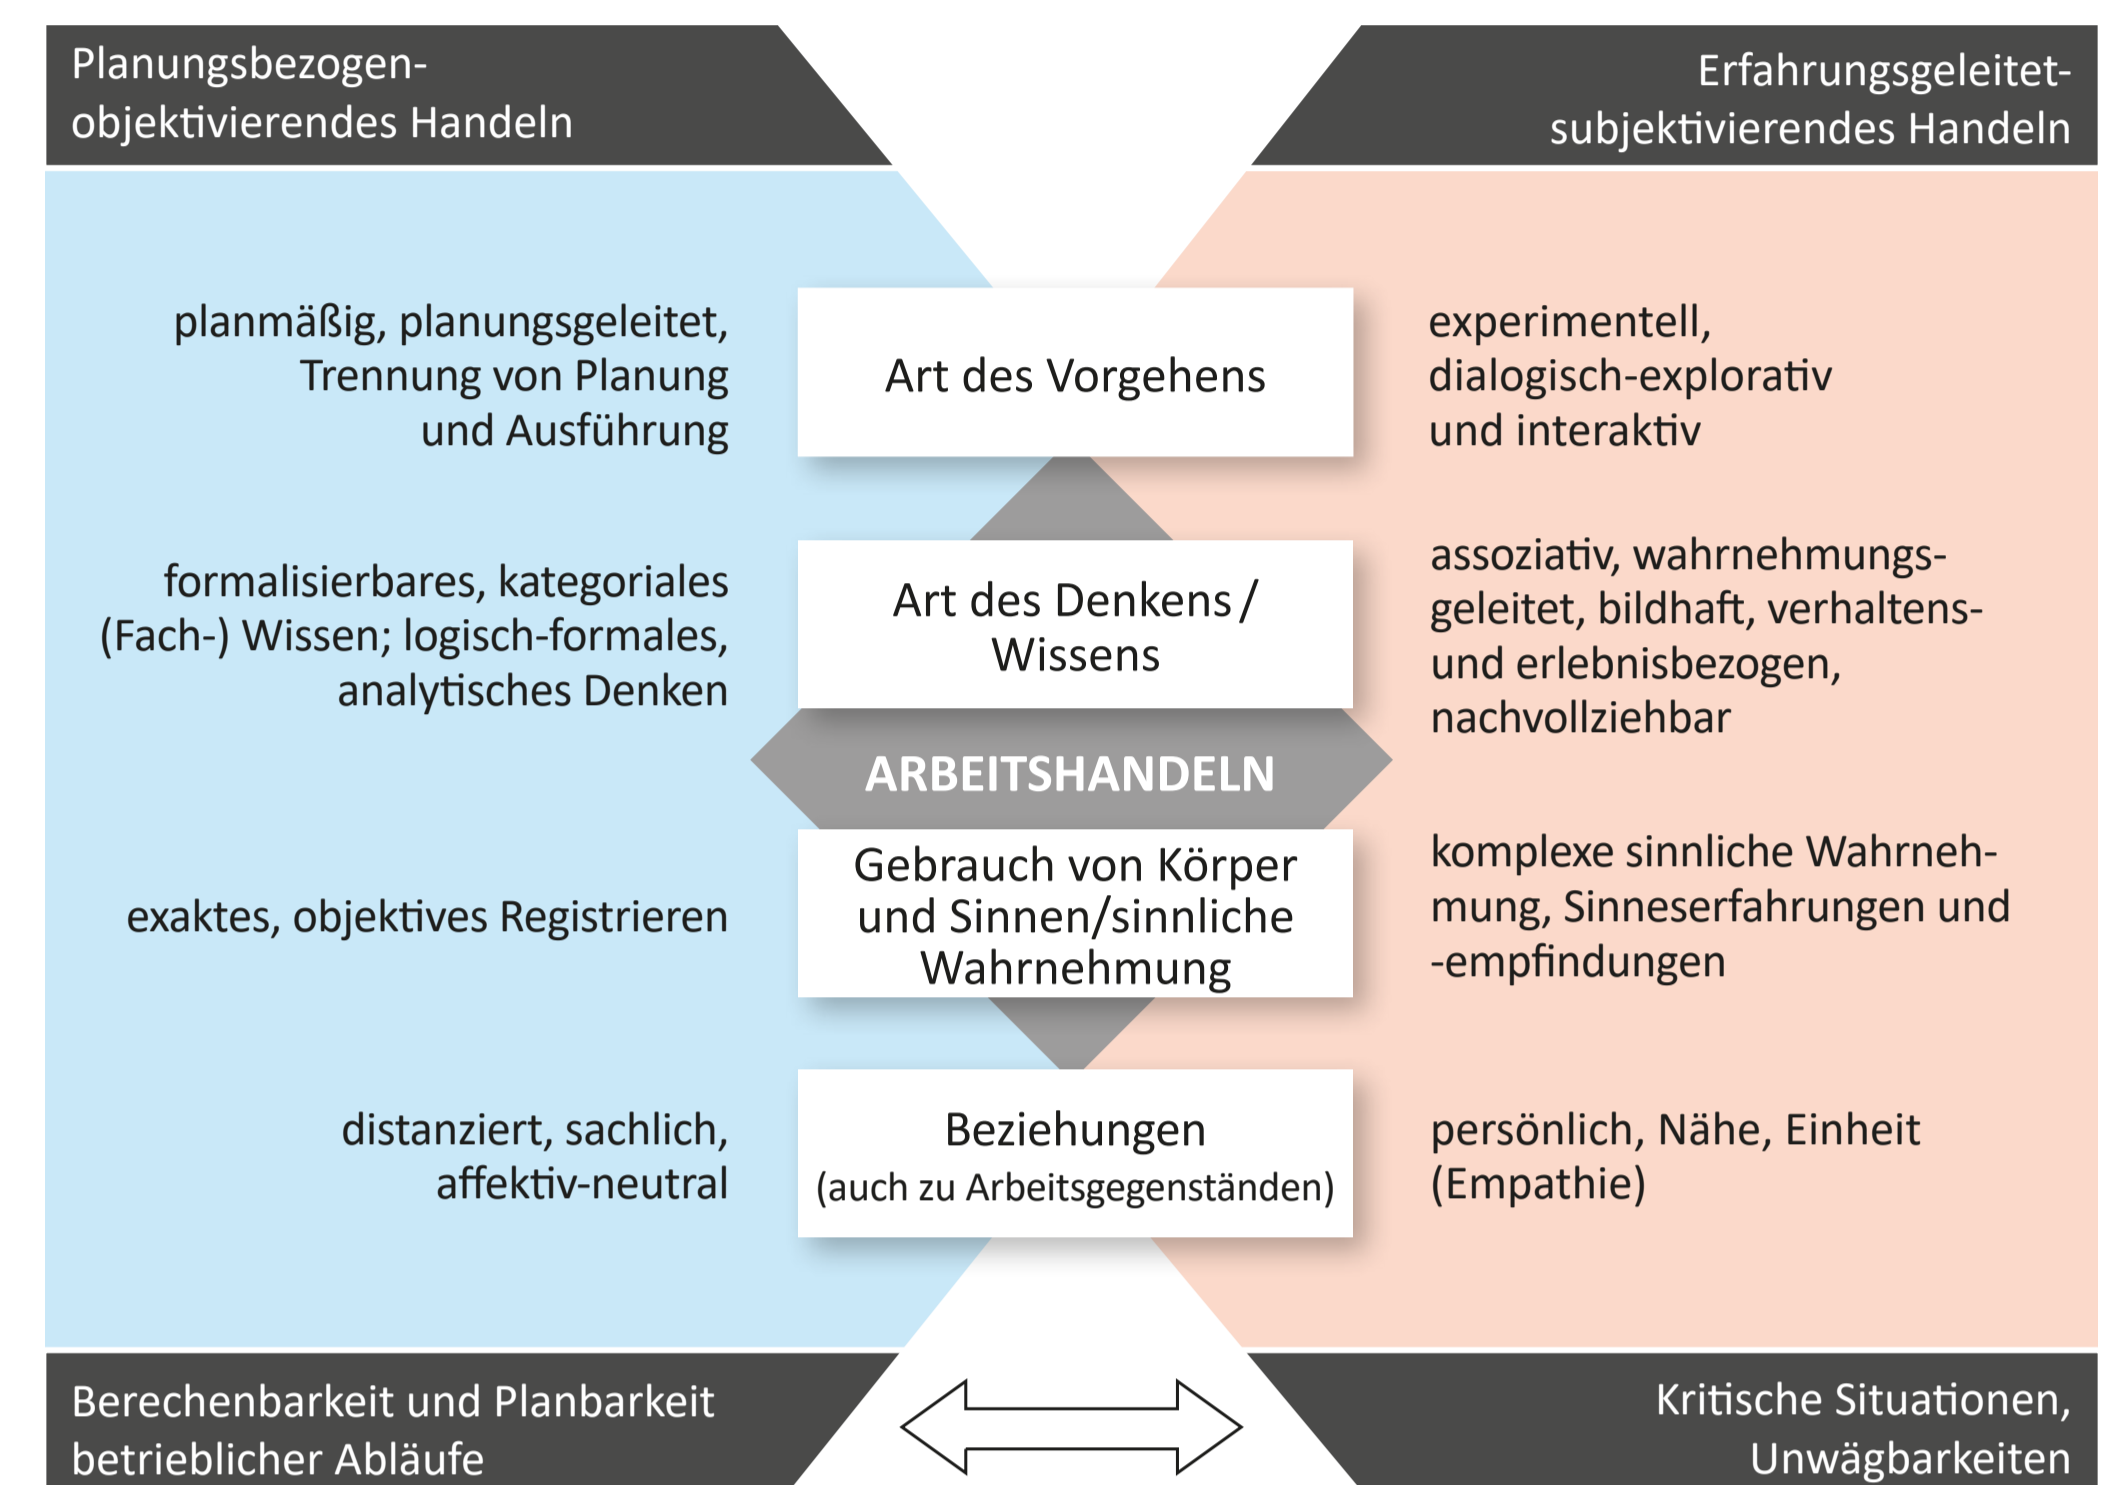 Planungsbezogen-
objektivierendes Handeln
Erfahrungsgeleitet-
subjektivierendes Handeln
planmäßig, planungsgeleitet,
Trennung von Planung
und Ausführung
Art des Vorgehens
experimentell,
dialogisch-explorativ
und interaktiv
formalisierbares, kategoriales
(Fach-) Wissen; logisch-formales,
analytisches Denken
Art des Denkens/
Wissens
assoziativ, wahrnehmungs-
geleitet, bildhaft, verhaltens-
und erlebnisbezogen,
nachvollziehbar
ARBEITSHANDELN
exaktes, objektives Registrieren
Gebrauch von Körper
und Sinnen/sinnliche
Wahrnehmung
komplexe sinnliche Wahrneh-
mung, Sinneserfahrungen und
-empfindungen
distanziert, sachlich,
affektiv-neutral
Beziehungen
(auch zu Arbeitsgegenständen)
persönlich, Nähe, Einheit
(Empathie)
Berechenbarkeit und Planbarkeit
betrieblicher Abläufe
Kritische Situationen,
Unwägbarkeiten